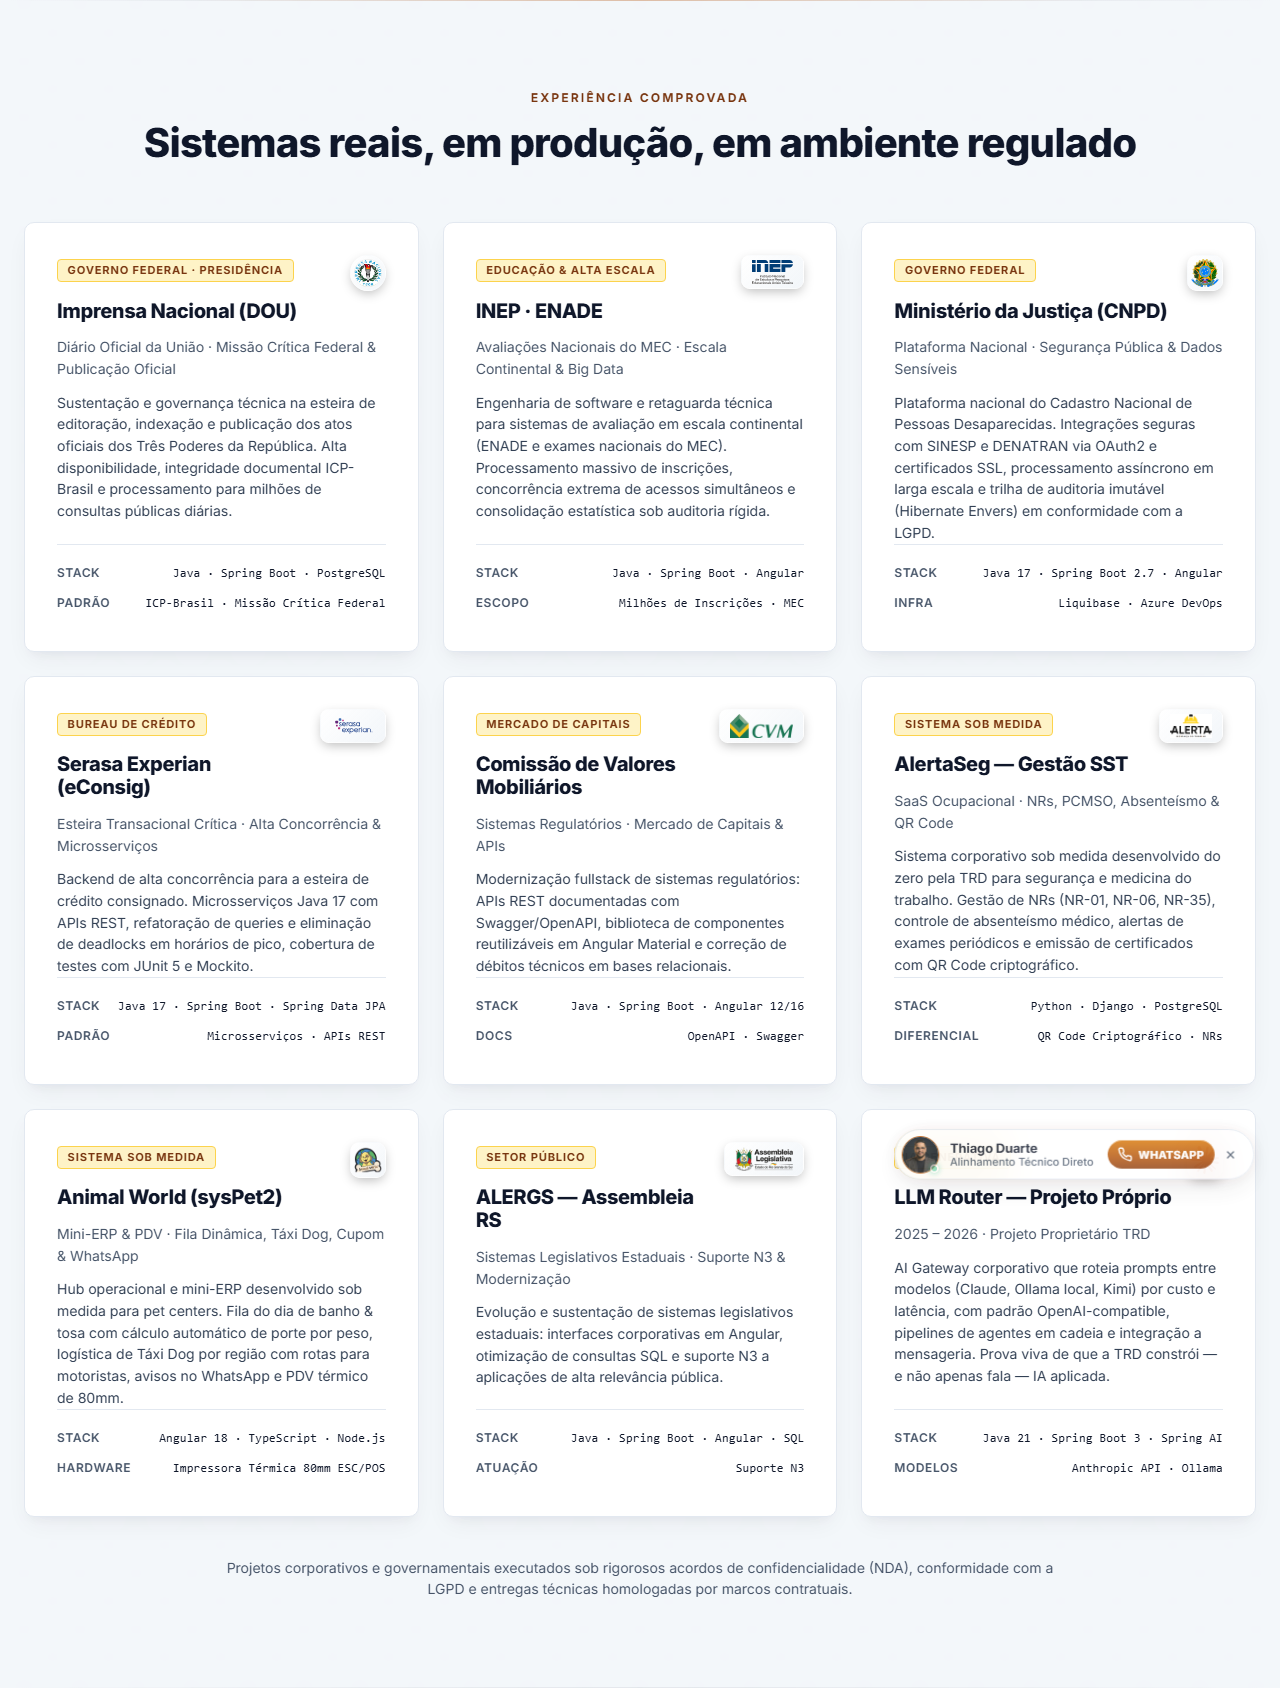 EXPERIÊNCIA COMPROVADA
Sistemas reais, em produção, em ambiente regulado
GOVERNO FEDERAL · PRESIDÊNCIA
Imprensa Nacional (DOU)
Diário Oficial da União · Missão Crítica Federal &
Publicação Oficial
Sustentação e governança técnica na esteira de
editoração, indexação e publicação dos atos
oficiais dos Três Poderes da República. Alta
disponibilidade, integridade documental ICP-
Brasil e processamento para milhões de
consultas públicas diárias.
STACK Java · Spring Boot · PostgreSQL
PADRÃO ICP-Brasil · Missão Crítica Federal
EDUCAÇÃO & ALTA ESCALA
inep
INEP · ENADE
Avaliações Nacionais do MEC · Escala
Continental & Big Data
Engenharia de software e retaguarda técnica
para sistemas de avaliação em escala continental
(ENADE e exames nacionais do MEC).
Processamento massivo de inscrições,
concorrência extrema de acessos simultâneos e
consolidação estatística sob auditoria rígida.
STACK Java · Spring Boot · Angular
ESCOPO Milhões de Inscrições · MEC
GOVERNO FEDERAL
Ministério da Justiça (CNPD)
Plataforma Nacional · Segurança Pública & Dados
Sensíveis
Plataforma nacional do Cadastro Nacional de
Pessoas Desaparecidas. Integrações seguras
com SINESP e DENATRAN via OAuth2 e
certificados SSL, processamento assíncrono em
larga escala e trilha de auditoria imutável
(Hibernate Envers) em conformidade com a
LGPD.
STACK Java 17 · Spring Boot 2.7 · Angular
INFRA Liquibase · Azure DevOps
BUREAU DE CRÉDITO
serasa
experian
Serasa Experian
(eConsig)
Esteira Transacional Crítica · Alta Concorrência &
Microsserviços
Backend de alta concorrência para a esteira de
crédito consignado. Microsserviços Java 17 com
APIs REST, refatoração de queries e eliminação
de deadlocks em horários de pico, cobertura de
testes com JUnit 5 e Mockito.
STACK Java 17 · Spring Boot · Spring Data JPA
PADRÃO Microsserviços · APIs REST
MERCADO DE CAPITAIS
CVM
Comissão de Valores
Mobiliários
Sistemas Regulatórios · Mercado de Capitais &
APIs
Modernização fullstack de sistemas regulatórios:
APIs REST documentadas com
Swagger/OpenAPI, biblioteca de componentes
reutilizáveis em Angular Material e correção de
débitos técnicos em bases relacionais.
STACK Java · Spring Boot · Angular 12/16
DOCS OpenAPI · Swagger
SISTEMA SOB MEDIDA
ALERTA
AlertaSeg — Gestão SST
SaaS Ocupacional · NRs, PCMSO, Absenteísmo &
QR Code
Sistema corporativo sob medida desenvolvido do
zero pela TRD para segurança e medicina do
trabalho. Gestão de NRs (NR-01, NR-06, NR-35),
controle de absenteísmo médico, alertas de
exames periódicos e emissão de certificados
com QR Code criptográfico.
STACK Python · Django · PostgreSQL
DIFERENCIAL QR Code Criptográfico · NRs
SISTEMA SOB MEDIDA
Animal World (sysPet2)
Mini-ERP & PDV · Fila Dinâmica, Táxi Dog, Cupom
& WhatsApp
Hub operacional e mini-ERP desenvolvido sob
medida para pet centers. Fila do dia de banho &
tosa com cálculo automático de porte por peso,
logística de Táxi Dog por região com rotas para
motoristas, avisos no WhatsApp e PDV térmico
de 80mm.
STACK Angular 18 · TypeScript · Node.js
HARDWARE Impressora Térmica 80mm ESC/POS
SETOR PÚBLICO
Assembleia
Legislativa
ALERGS — Assembleia
RS
Sistemas Legislativos Estaduais · Suporte N3 &
Modernização
Evolução e sustentação de sistemas legislativos
estaduais: interfaces corporativas em Angular,
otimização de consultas SQL e suporte N3 a
aplicações de alta relevância pública.
STACK Java · Spring Boot · Angular · SQL
ATUAÇÃO Suporte N3
Thiago Duarte
Alinhamento Técnico Direto
WHATSAPP ×
LLM Router — Projeto Próprio
2025 – 2026 · Projeto Proprietário TRD
AI Gateway corporativo que roteia prompts entre
modelos (Claude, Ollama local, Kimi) por custo e
latência, com padrão OpenAI-compatible,
pipelines de agentes em cadeia e integração a
mensageria. Prova viva de que a TRD constrói —
e não apenas fala — IA aplicada.
STACK Java 21 · Spring Boot 3 · Spring AI
MODELOS Anthropic API · Ollama
Projetos corporativos e governamentais executados sob rigorosos acordos de confidencialidade (NDA), conformidade com a
LGPD e entregas técnicas homologadas por marcos contratuais.